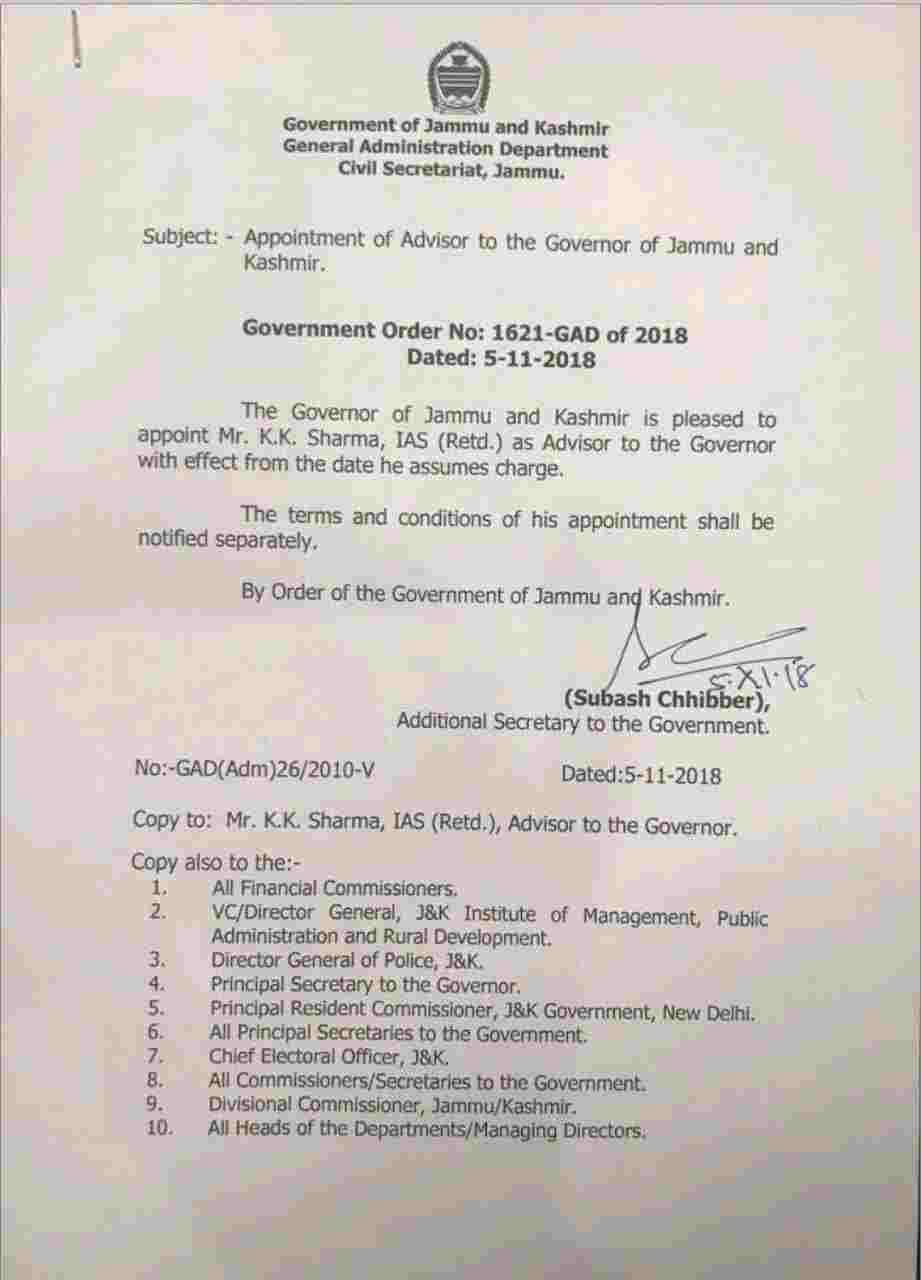 Government of Jammu and Kashmir
General Administration Department
Civil Secretariat, Jammu.
Subject: - Appointment of Advisor to the Governor of Jammu and
Kashmir.
Government Order No: 1621-GAD of 2018
Dated: 5-11-2018
The Governor of Jammu and Kashmir is pleased to
appoint Mr. K.K. Sharma, IAS (Retd.) as Advisor to the Governor
with effect from the date he assumes charge.
The terms and conditions of his appointment shall be
notified separately.
By Order of the Government of Jammu and Kashmir.
5.XI.18
(Subash Chhibber),
Additional Secretary to the Government.
No:-GAD(Adm)26/2010-V Dated:5-11-2018
Copy to: Mr. K.K. Sharma, IAS (Retd.), Advisor to the Governor.
Copy also to the:-
1. All Financial Commissioners.
2. VC/Director General, J&K Institute of Management, Public
Administration and Rural Development.
3. Director General of Police, J&K.
4. Principal Secretary to the Governor.
5. Principal Resident Commissioner, J&K Government, New Delhi.
6. All Principal Secretaries to the Government.
7. Chief Electoral Officer, J&K.
8. All Commissioners/Secretaries to the Government.
9. Divisional Commissioner, Jammu/Kashmir.
10. All Heads of the Departments/Managing Directors.